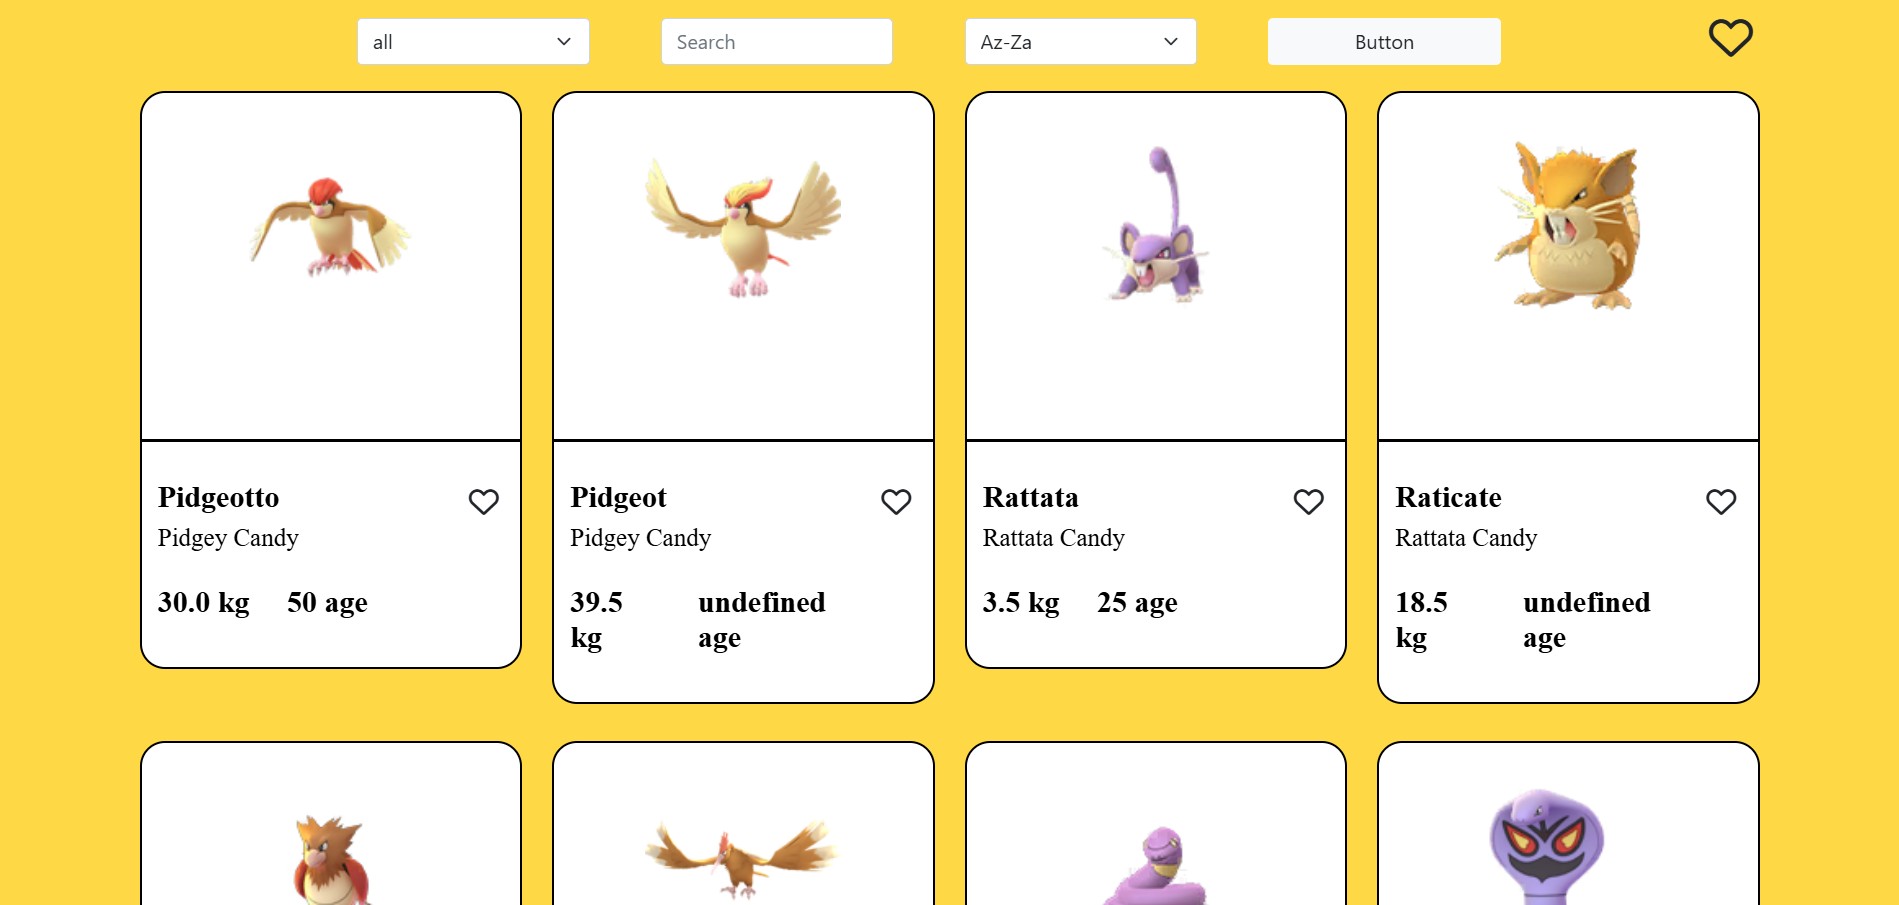 all
Search
Az-Za
Button
Pidgeotto
Pidgey Candy
30.0 kg 50 age
Pidgeot
Pidgey Candy
39.5 kg
undefined age
Rattata
Rattata Candy
3.5 kg 25 age
Raticate
Rattata Candy
18.5 kg
undefined age